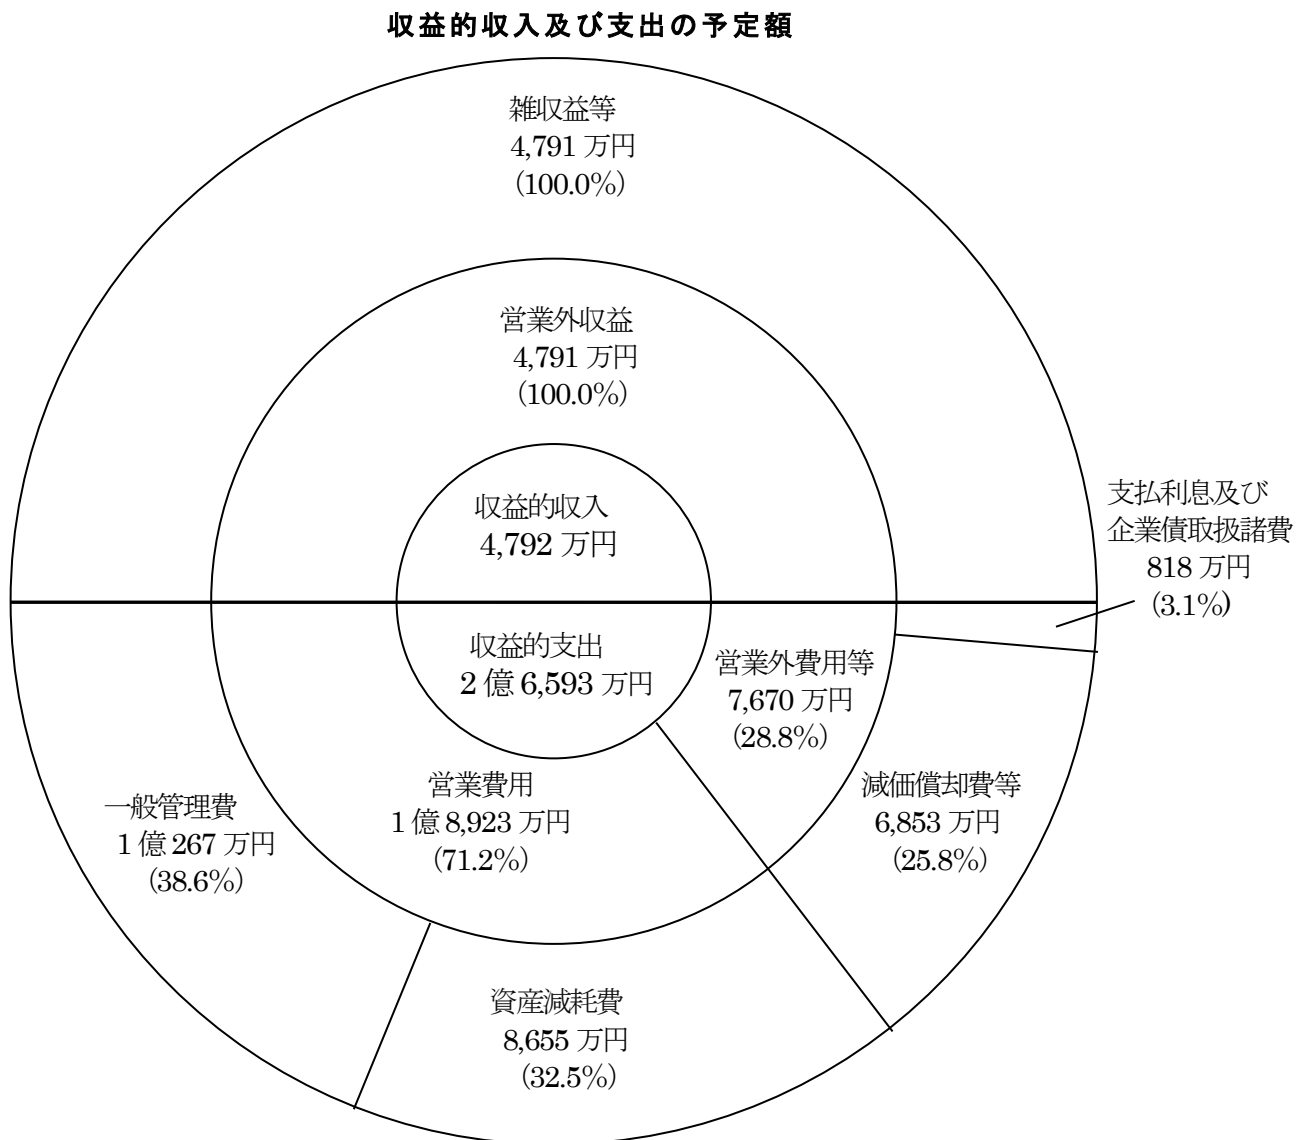 収益的収入及び支出の予定額
雑収益等
4,791 万円
(100.0%)
営業外収益
4,791 万円
(100.0%)
収益的収入
4,792 万円
支払利息及び
企業債取扱諸費
818 万円
(3.1%)
収益的支出
2 億 6,593 万円
営業外費用等
7,670 万円
(28.8%)
営業費用
1 億 8,923 万円
(71.2%)
減価償却費等
6,853 万円
(25.8%)
一般管理費
1 億 267 万円
(38.6%)
資産減耗費
8,655 万円
(32.5%)